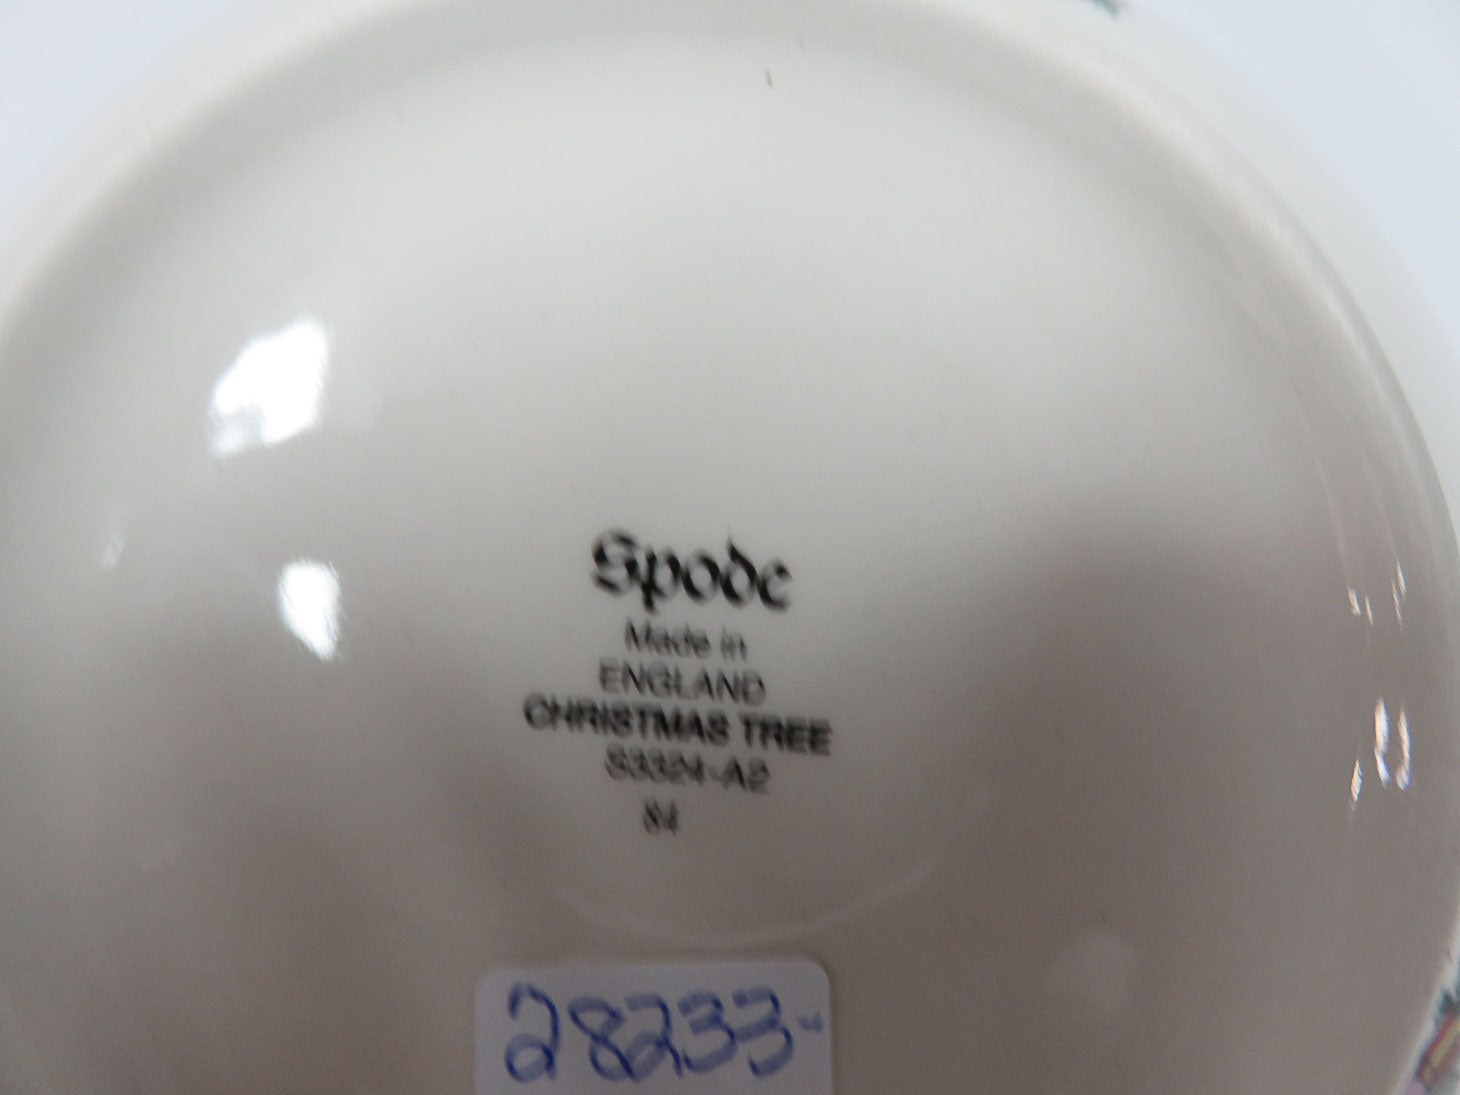 Spode
Made in
ENGLAND
CHRISTMAS TREE
S3324-A2
84
28233-